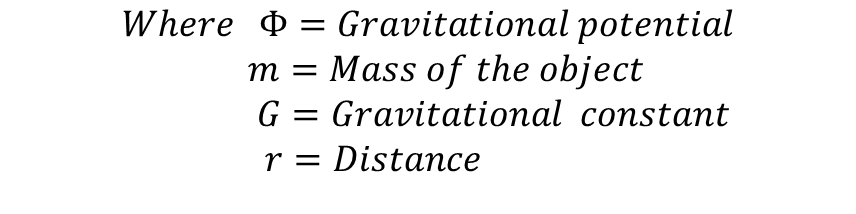 Where Φ = Gravitational potential
m = Mass of the object
G = Gravitational constant
r = Distance